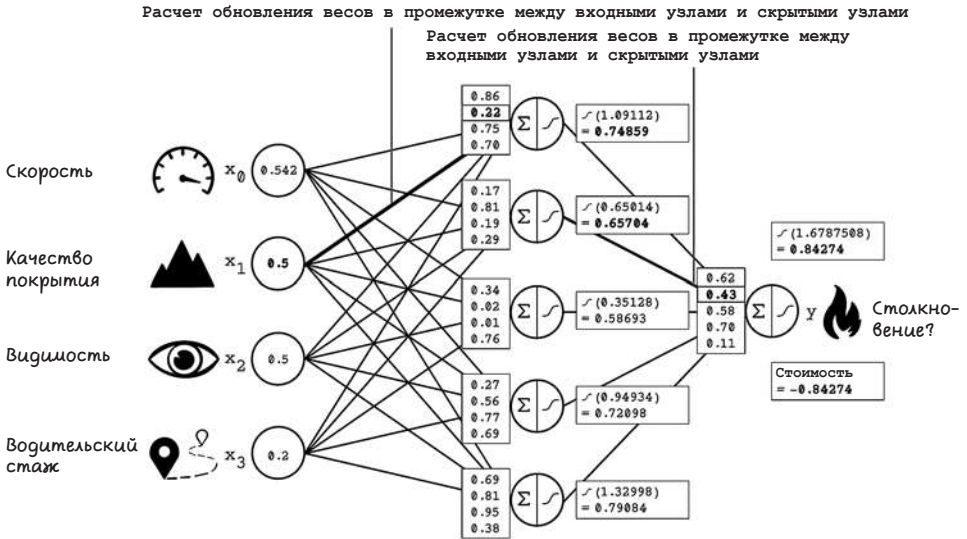 Расчет обновления весов в промежутке между входными узлами и скрытыми узлами
Расчет обновления весов в промежутке между
входными узлами и скрытыми узлами
Скорость
x0
0.542
Качество
покрытия
x1
0.5
Видимость
x2
0.5
Водительский
стаж
x3
0.2
0.86
0.22
0.75
0.70
Σ
(1.09112)
= 0.74859
0.17
0.81
0.19
0.29
Σ
(0.65014)
= 0.65704
0.34
0.02
0.01
0.76
Σ
(0.35128)
= 0.58693
0.27
0.56
0.77
0.69
Σ
(0.94934)
= 0.72098
0.69
0.81
0.95
0.38
Σ
(1.32998)
= 0.79084
0.62
0.43
0.58
0.70
0.11
Σ
(1.6787508)
= 0.84274
y
Столкно-
вение?
Стоимость
= -0.84274